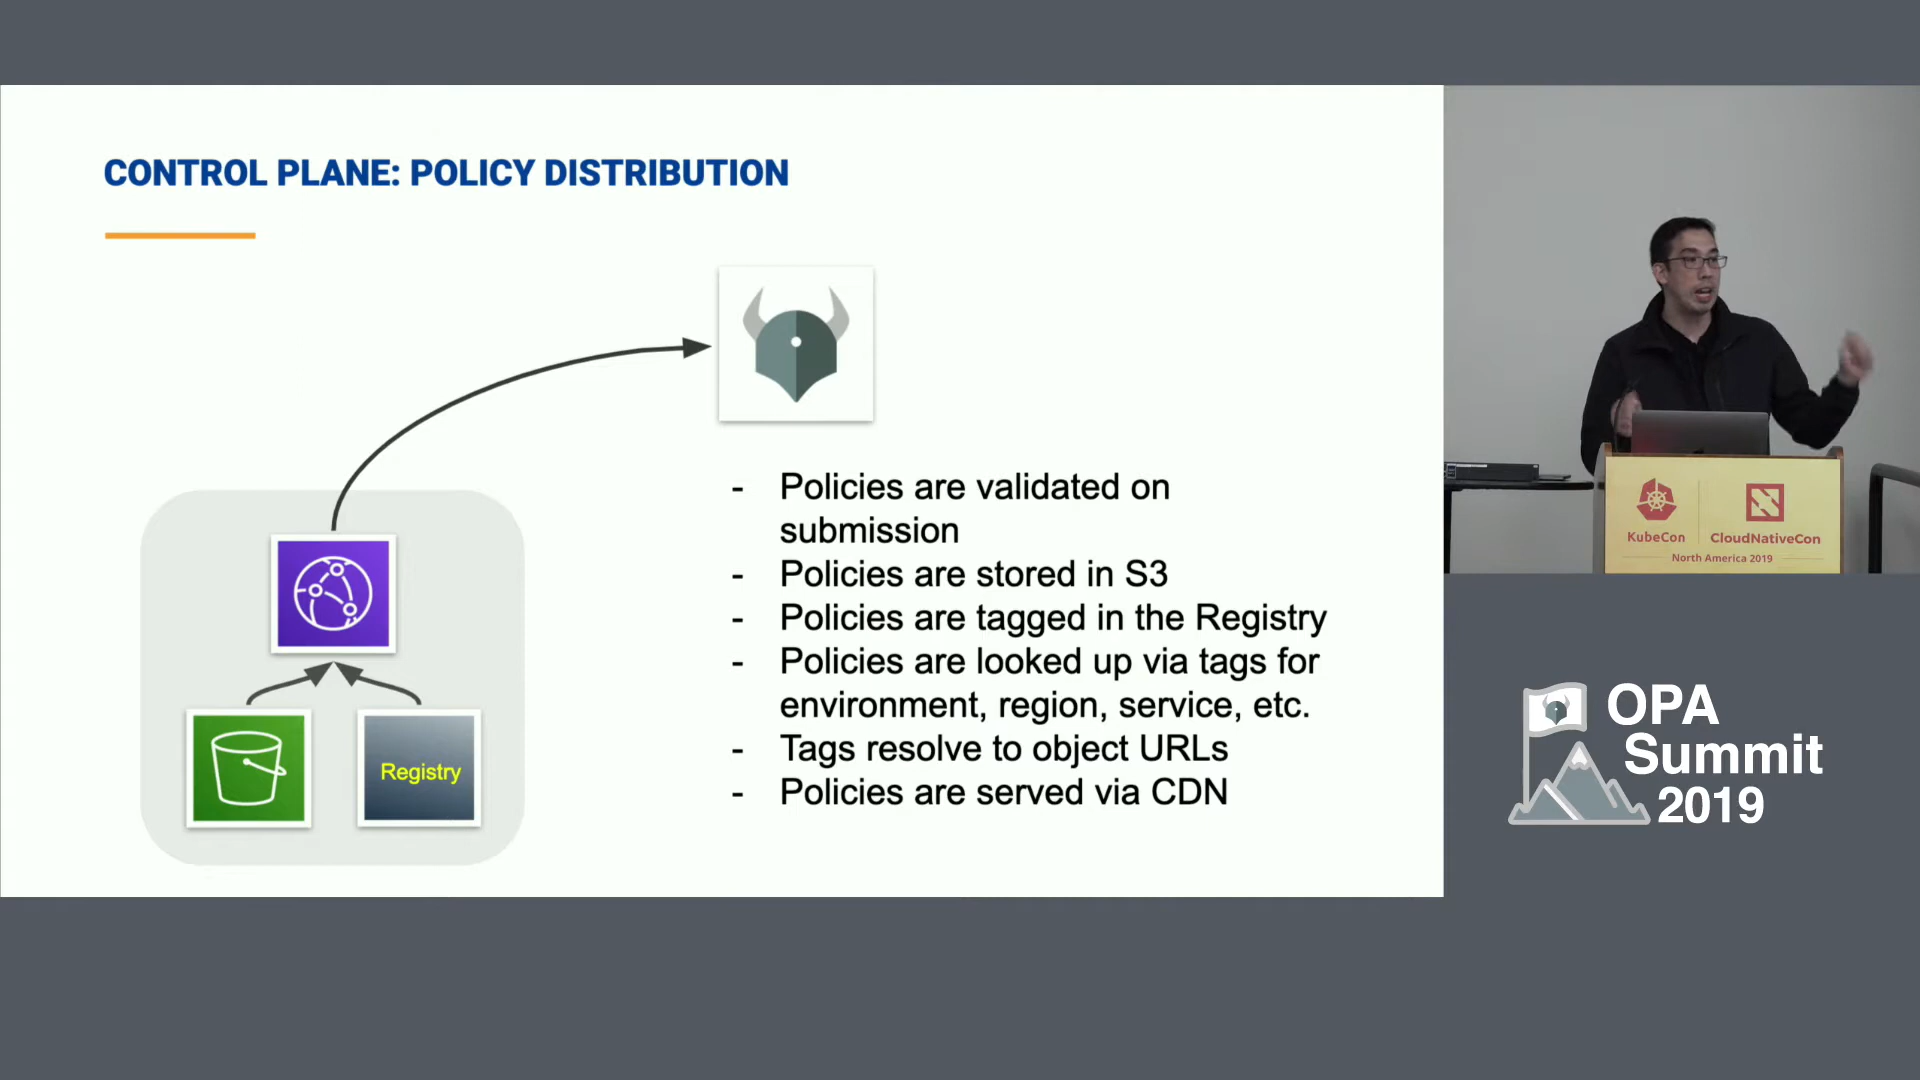 CONTROL PLANE: POLICY DISTRIBUTION
- Policies are validated on
submission
- Policies are stored in S3
- Policies are tagged in the Registry
- Policies are looked up via tags for
environment, region, service, etc.
- Tags resolve to object URLs
- Policies are served via CDN
Registry
KubeCon
CloudNativeCon
North America 2019
OPA
Summit
2019